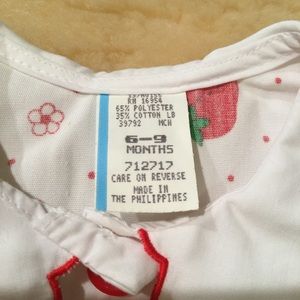 RN 16954
65% POLYESTER
35% COTTON LB
39792 MCH
6-9
MONTHS
712717
CARE ON REVERSE
MADE IN
THE PHILIPPINES